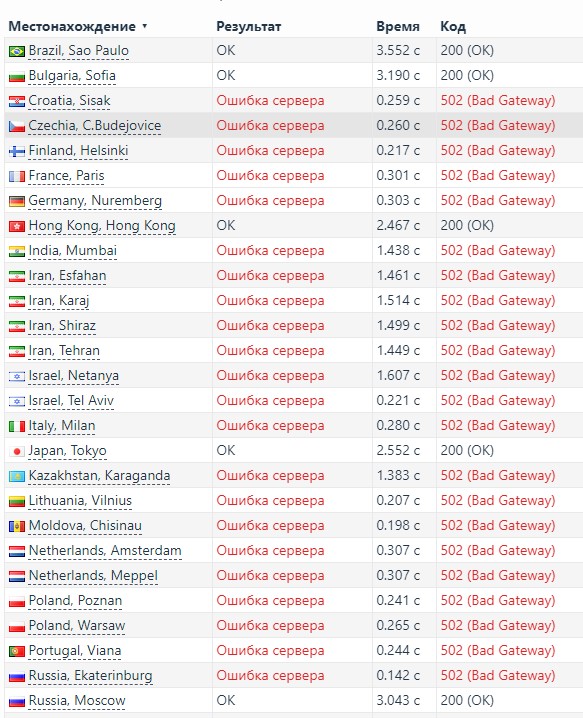 Местонахождение ▼ Результат Время Код
Brazil, Sao Paulo OK 3.552 с 200 (OK)
Bulgaria, Sofia OK 3.190 с 200 (OK)
Croatia, Sisak Ошибка сервера 0.259 с 502 (Bad Gateway)
Czechia, C.Budejovice Ошибка сервера 0.260 с 502 (Bad Gateway)
Finland, Helsinki Ошибка сервера 0.217 с 502 (Bad Gateway)
France, Paris Ошибка сервера 0.301 с 502 (Bad Gateway)
Germany, Nuremberg Ошибка сервера 0.303 с 502 (Bad Gateway)
Hong Kong, Hong Kong OK 2.467 с 200 (OK)
India, Mumbai Ошибка сервера 1.438 с 502 (Bad Gateway)
Iran, Esfahan Ошибка сервера 1.461 с 502 (Bad Gateway)
Iran, Karaj Ошибка сервера 1.514 с 502 (Bad Gateway)
Iran, Shiraz Ошибка сервера 1.499 с 502 (Bad Gateway)
Iran, Tehran Ошибка сервера 1.449 с 502 (Bad Gateway)
Israel, Netanya Ошибка сервера 1.607 с 502 (Bad Gateway)
Israel, Tel Aviv Ошибка сервера 0.221 с 502 (Bad Gateway)
Italy, Milan Ошибка сервера 0.280 с 502 (Bad Gateway)
Japan, Tokyo OK 2.552 с 200 (OK)
Kazakhstan, Karaganda Ошибка сервера 1.383 с 502 (Bad Gateway)
Lithuania, Vilnius Ошибка сервера 0.207 с 502 (Bad Gateway)
Moldova, Chisinau Ошибка сервера 0.198 с 502 (Bad Gateway)
Netherlands, Amsterdam Ошибка сервера 0.307 с 502 (Bad Gateway)
Netherlands, Meppel Ошибка сервера 0.307 с 502 (Bad Gateway)
Poland, Poznan Ошибка сервера 0.241 с 502 (Bad Gateway)
Poland, Warsaw Ошибка сервера 0.265 с 502 (Bad Gateway)
Portugal, Viana Ошибка сервера 0.244 с 502 (Bad Gateway)
Russia, Ekaterinburg Ошибка сервера 0.142 с 502 (Bad Gateway)
Russia, Moscow OK 3.043 с 200 (OK)